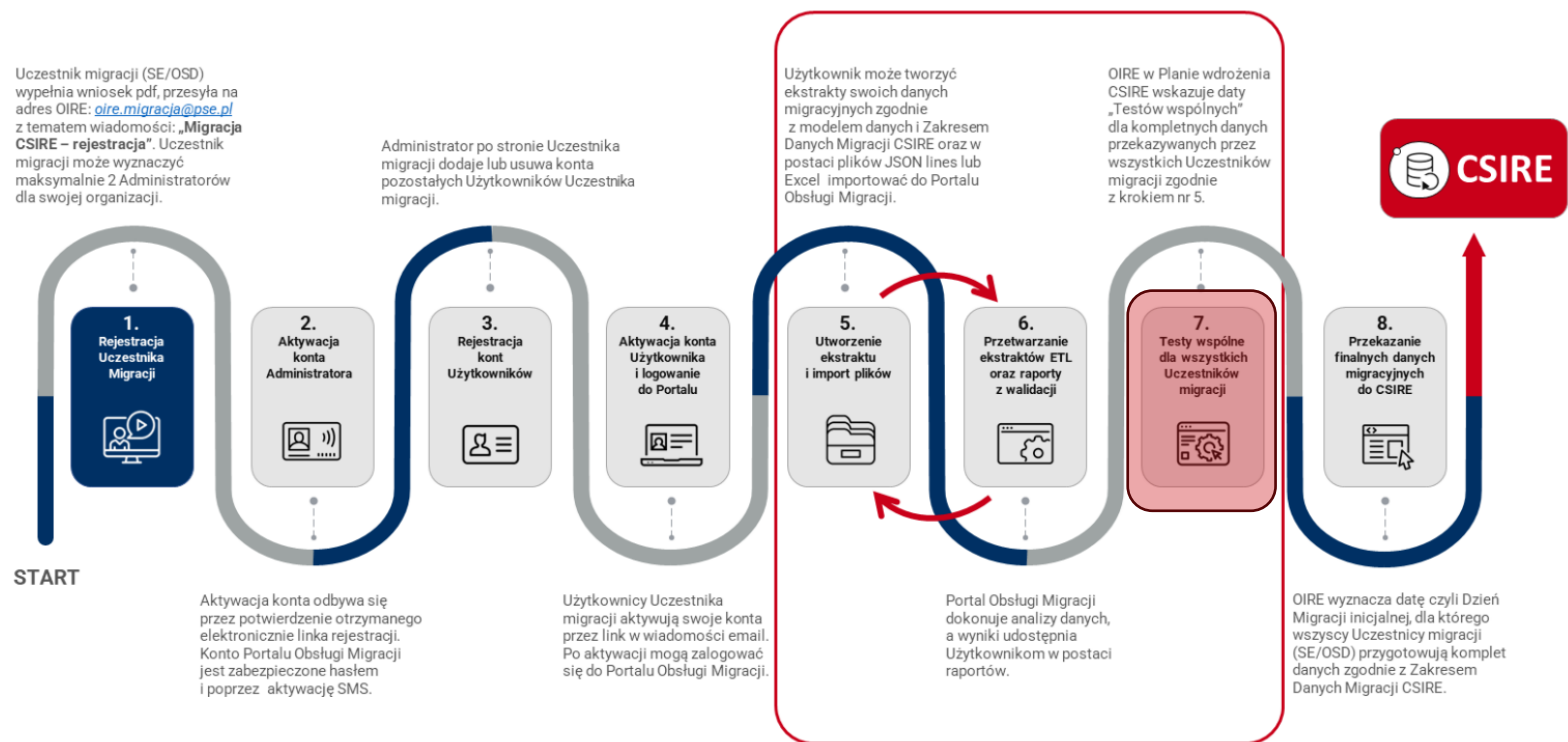 Uczestnik migracji (SE/OSD)
wypełnia wniosek pdf, przesyła na
adres OIRE: oire.migracja@pse.pl
z tematem wiadomości: „Migracja
CSIRE – rejestracja”. Uczestnik
migracji może wyznaczyć
maksymalnie 2 Administratorów
dla swojej organizacji.
Administrator po stronie Uczestnika
migracji dodaje lub usuwa konta
pozostałych Użytkowników Uczestnika
migracji.
Użytkownik może tworzyć
ekstrakty swoich danych
migracyjnych zgodnie
z modelem danych i Zakresem
Danych Migracji CSIRE oraz w
postaci plików JSON lines lub
Excel importować do Portalu
Obsługi Migracji.
OIRE w Planie wdrożenia
CSIRE wskazuje daty
„Testów wspólnych”
dla kompletnych danych
przekazywanych przez
wszystkich Uczestników
migracji zgodnie
z krokiem nr 5.
CSIRE
1.
Rejestracja
Uczestnika
Migracji
2.
Aktywacja
konta
Administratora
3.
Rejestracja
kont
Użytkowników
4.
Aktywacja konta
Użytkownika
i logowanie
do Portalu
5.
Utworzenie
ekstraktu
i import plików
6.
Przetwarzanie
ekstraktów ETL
oraz raporty
z walidacji
7.
Testy wspólne
dla wszystkich
Uczestników
migracji
8.
Przekazanie
finalnych danych
migracyjnych
do CSIRE
START
Aktywacja konta odbywa się
przez potwierdzenie otrzymanego
elektronicznie linka rejestracji.
Konto Portalu Obsługi Migracji
jest zabezpieczone hasłem
i poprzez aktywację SMS.
Użytkownicy Uczestnika
migracji aktywują swoje konta
przez link w wiadomości email.
Po aktywacji mogą zalogować
się do Portalu Obsługi Migracji.
Portal Obsługi Migracji
dokonuje analizy danych,
a wyniki udostępnia
Użytkownikom w postaci
raportów.
OIRE wyznacza datę czyli Dzień
Migracji inicjalnej, dla którego
wszyscy Uczestnicy migracji
(SE/OSD) przygotowują komplet
danych zgodnie z Zakresem
Danych Migracji CSIRE.